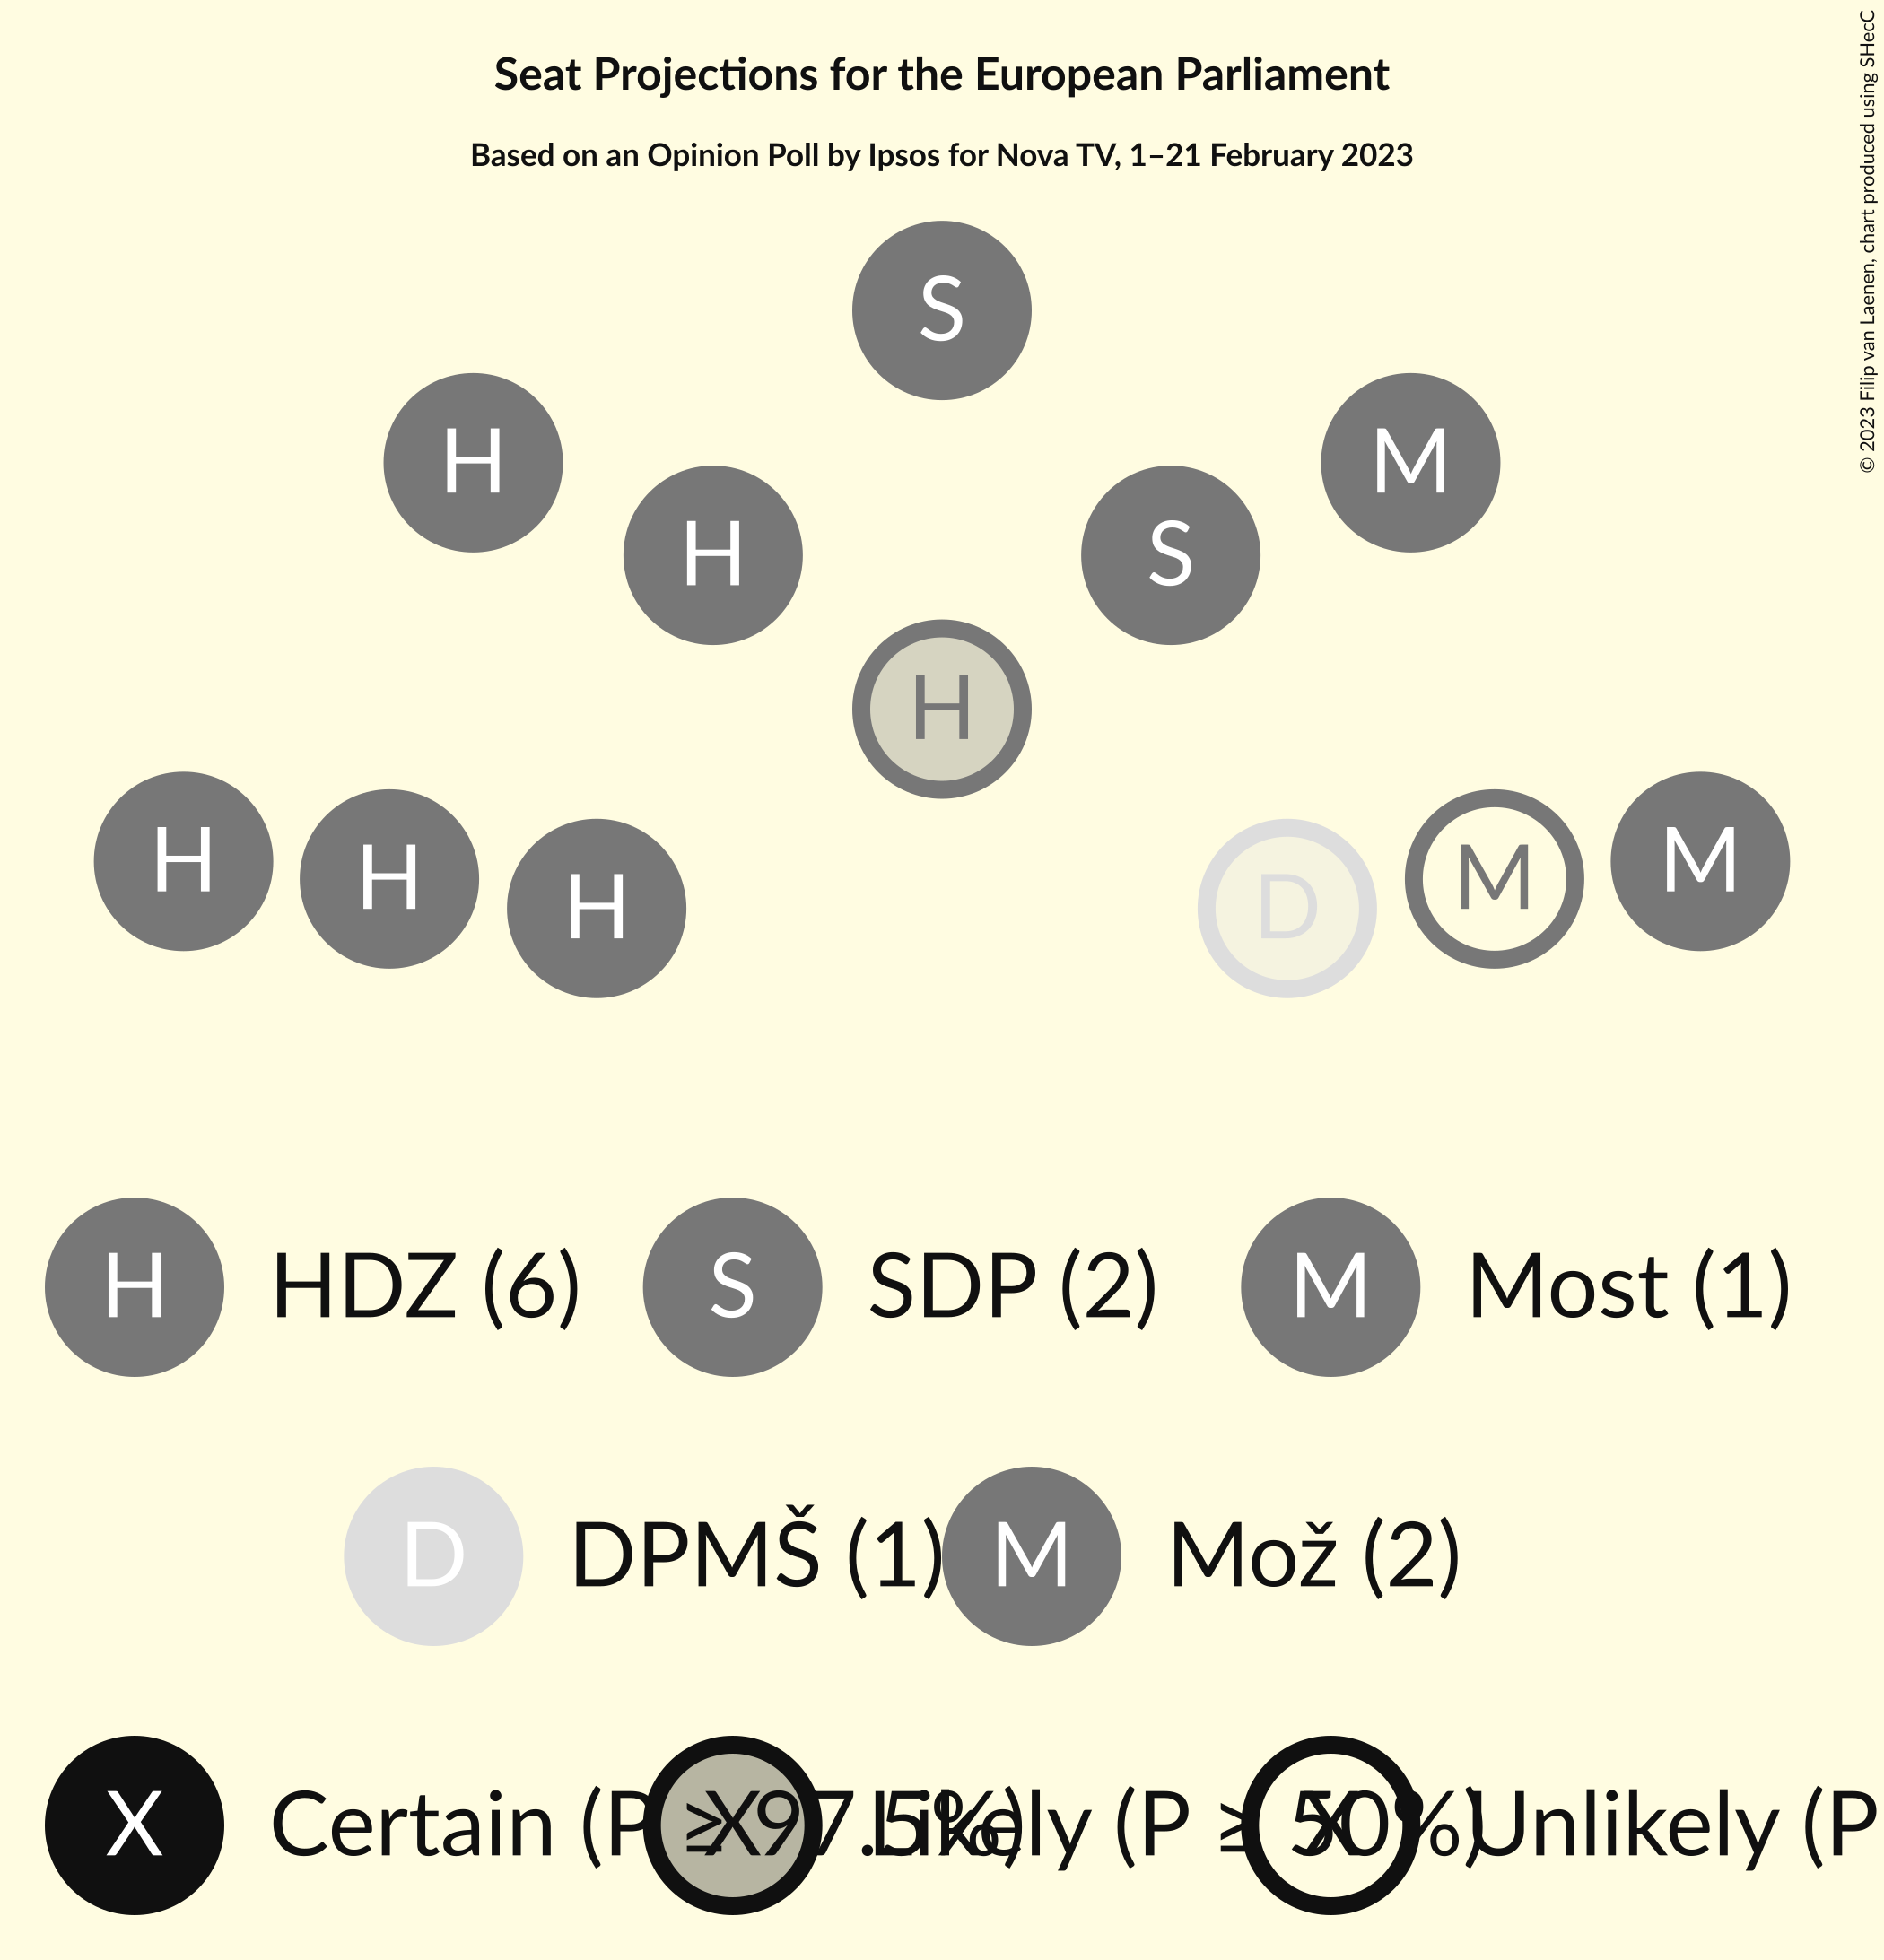 Seat Projections for the European Parliament
Based on an Opinion Poll by Ipsos for Nova TV, 1–21 February 2023
© 2023 Filip van Laenen, chart produced using SHecC
S
H M
H S
H
H M
H M
H D
H HDZ (6) S SDP (2) M Most (1)
D DPMŠ (1) M Mož (2)
X Certain (P ≥ 97.5%) X Likely (P ≥ 50%) X Unlikely (P